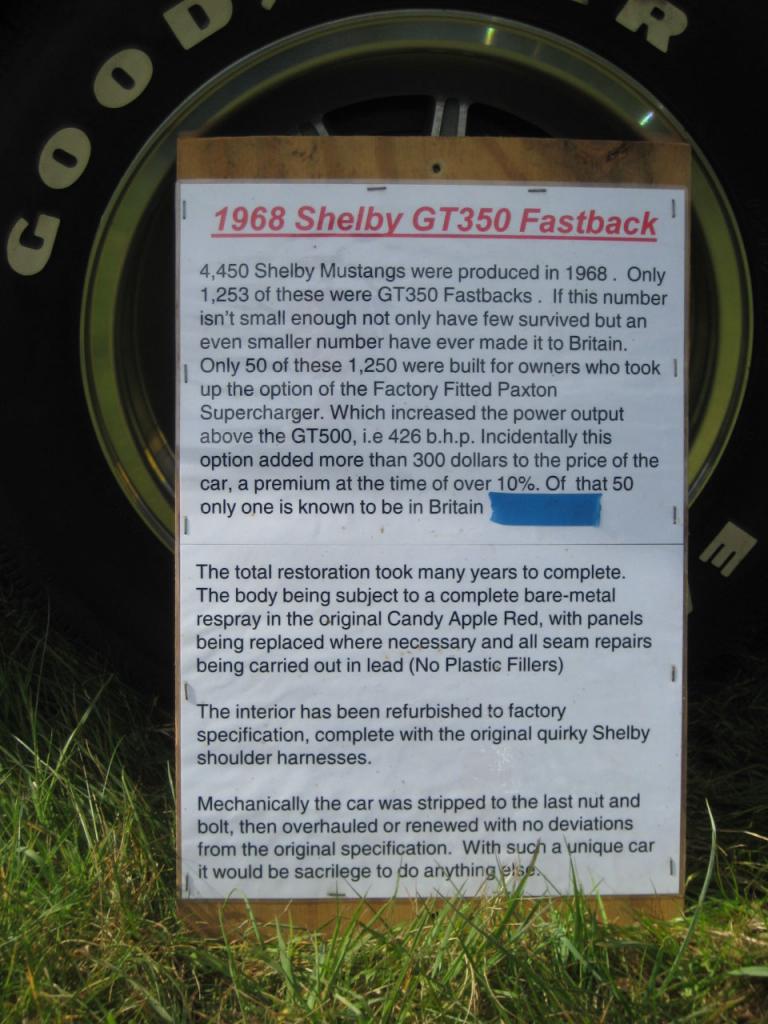 GOOD
R
E
1968 Shelby GT350 Fastback
4,450 Shelby Mustangs were produced in 1968 . Only
1,253 of these were GT350 Fastbacks . If this number
isn't small enough not only have few survived but an
even smaller number have ever made it to Britain.
Only 50 of these 1,250 were built for owners who took
up the option of the Factory Fitted Paxton
Supercharger. Which increased the power output
above the GT500, i.e 426 b.h.p. Incidentally this
option added more than 300 dollars to the price of the
car, a premium at the time of over 10%. Of that 50
only one is known to be in Britain
The total restoration took many years to complete.
The body being subject to a complete bare-metal
respray in the original Candy Apple Red, with panels
being replaced where necessary and all seam repairs
being carried out in lead (No Plastic Fillers)
The interior has been refurbished to factory
specification, complete with the original quirky Shelby
shoulder harnesses.
Mechanically the car was stripped to the last nut and
bolt, then overhauled or renewed with no deviations
from the original specification. With such a unique car
it would be sacrilege to do anything else.